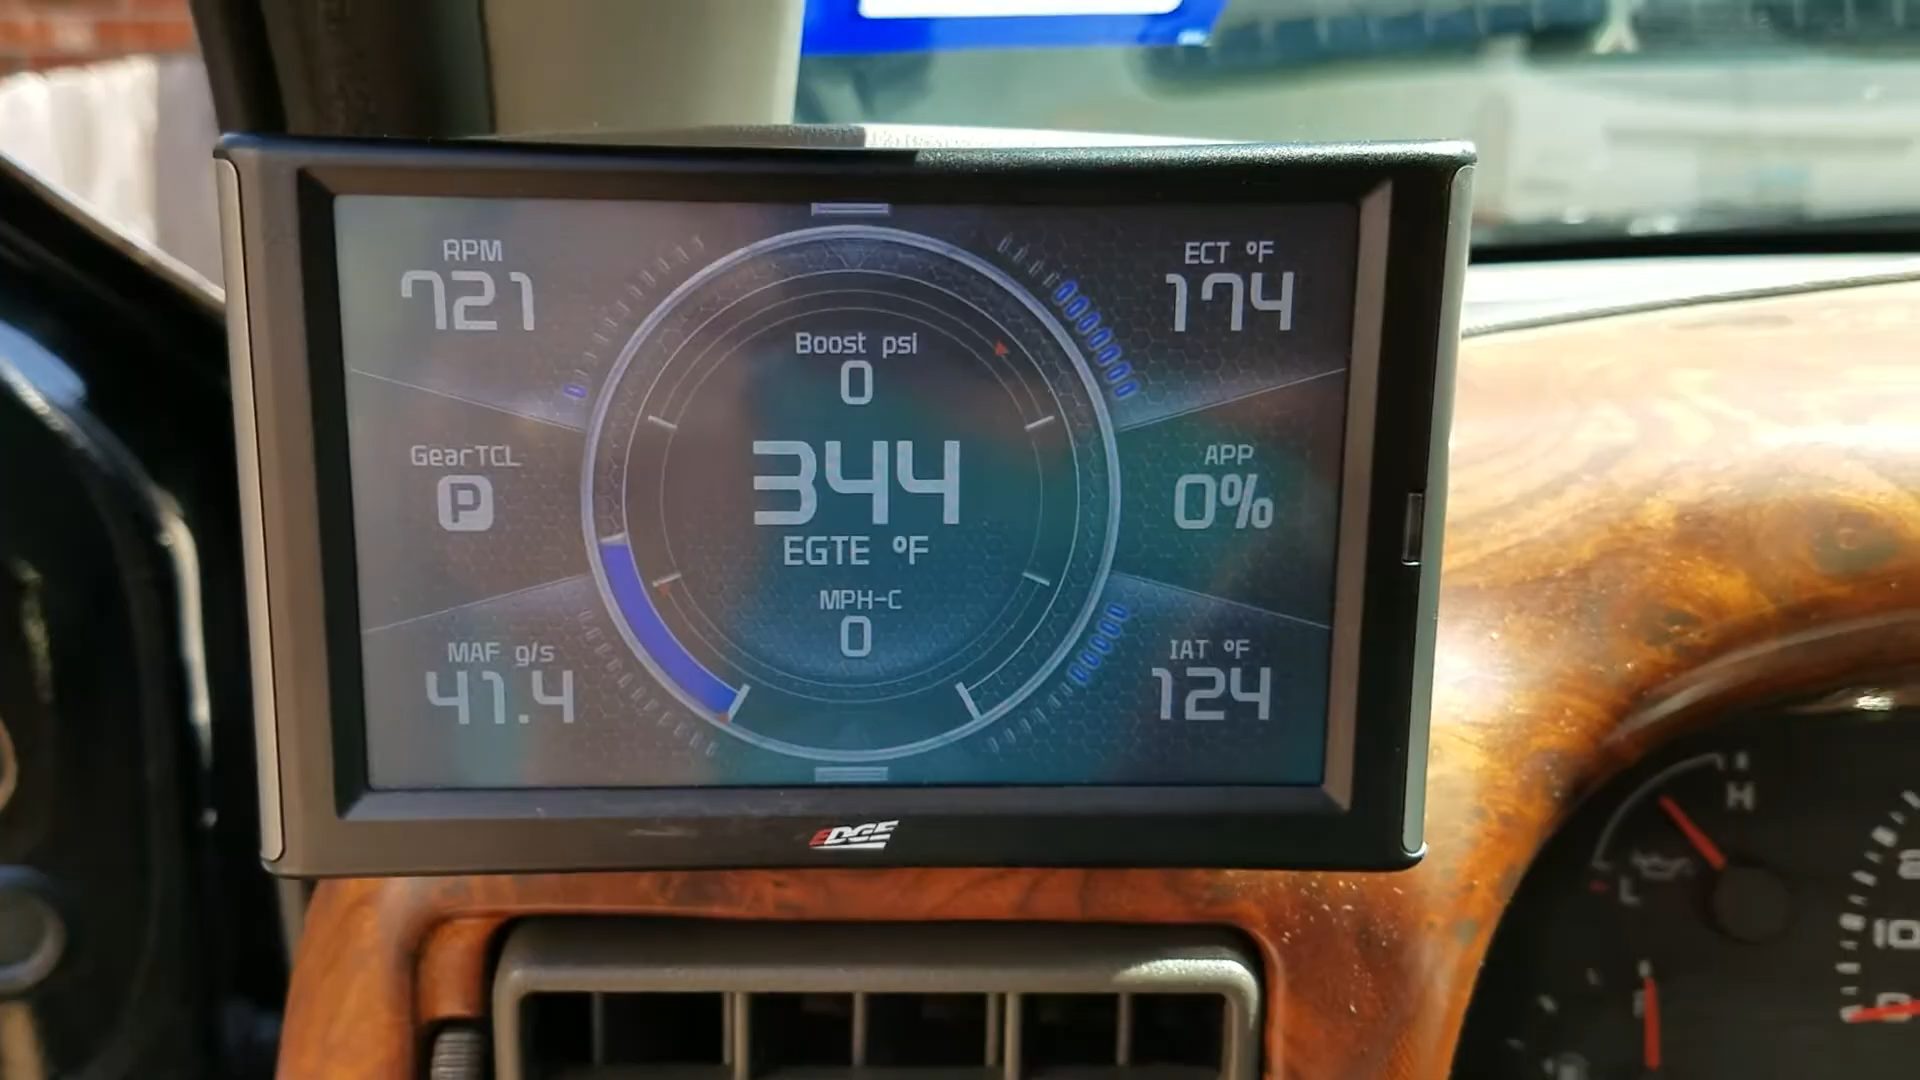 RPM
721
ECT °F
174
Boost psi
0
GearTCL
P
344
EGTE °F
APP
0%
MPH-C
0
MAF g/s
41.4
IAT °F
124
EDGE
H
L